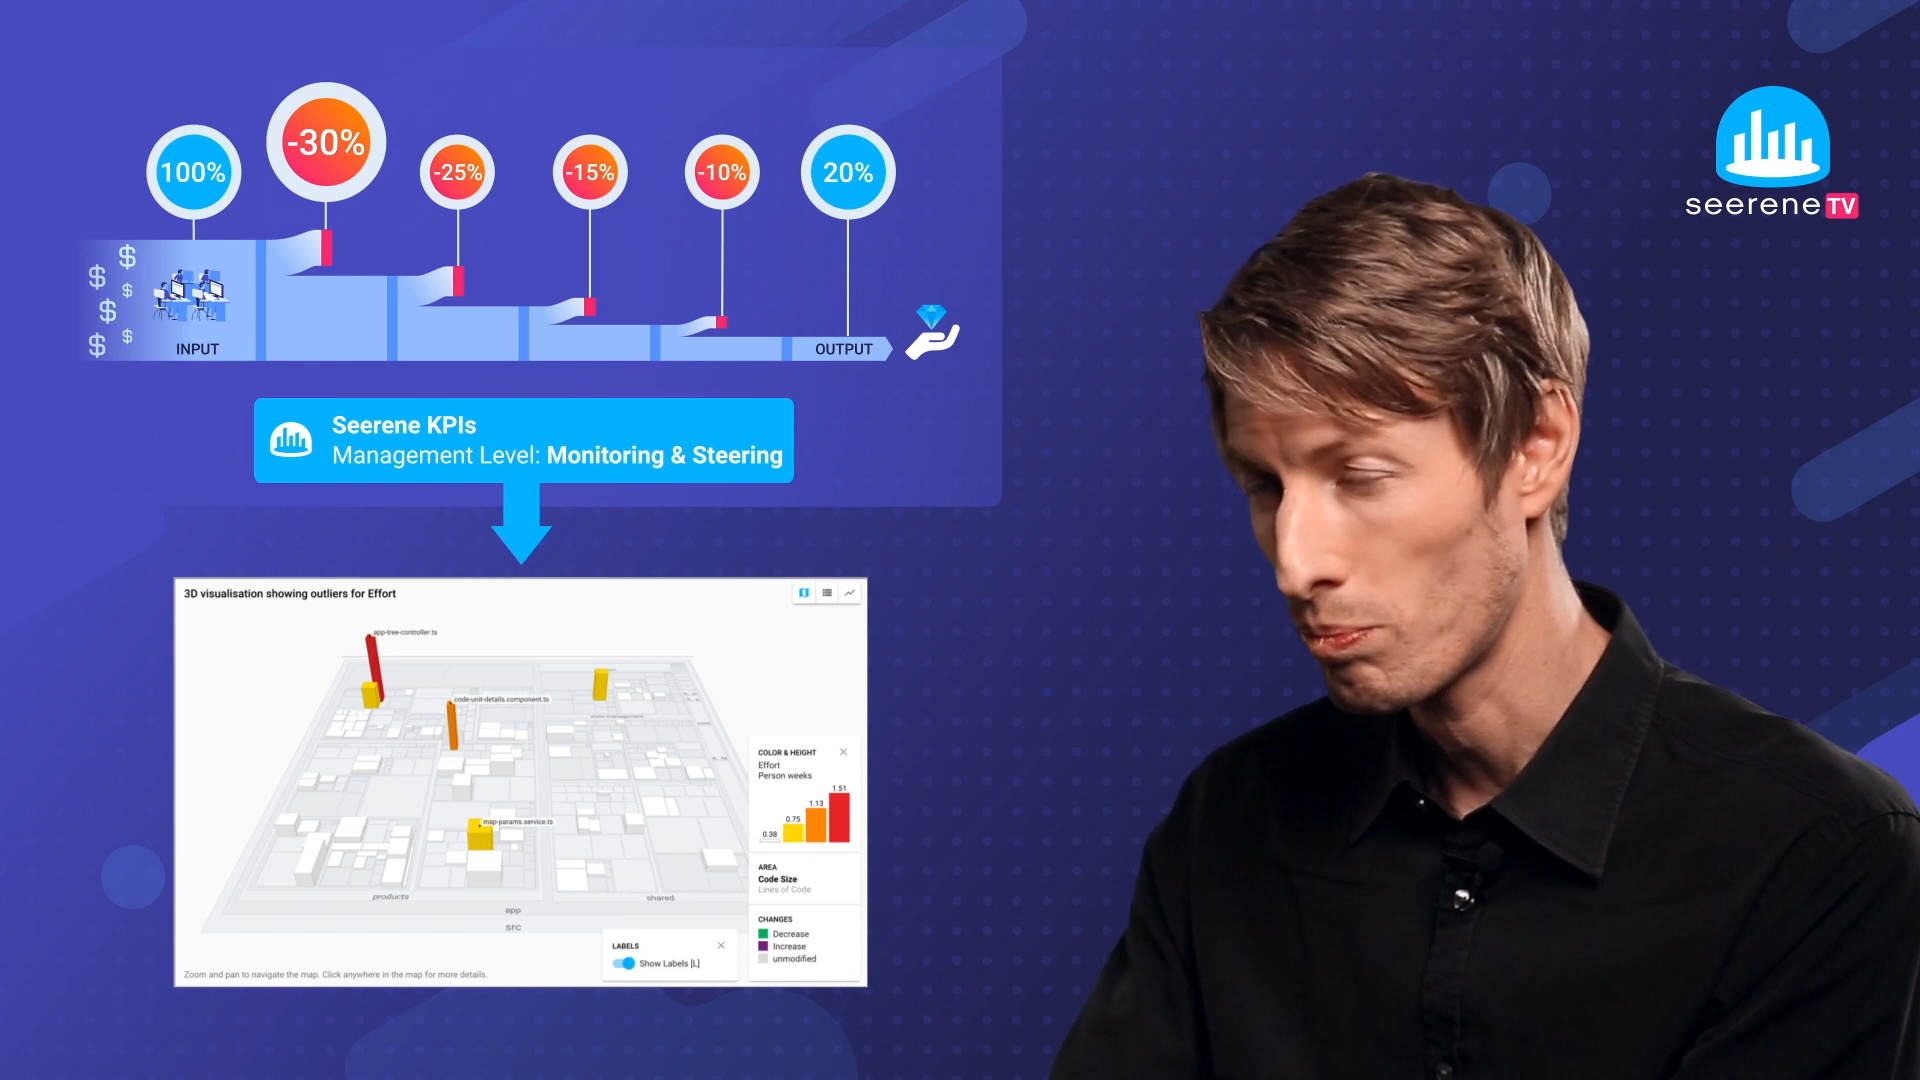 100%
-30%
-25%
-15%
-10%
20%
$
$
$
$
$
$
INPUT
OUTPUT
seerene TV
Seerene KPIs
Management Level: Monitoring & Steering
3D visualisation showing outliers for Effort
app-tree-controller.ts
code-unit-details.component.ts
map-params.service.ts
products
shared
app
src
COLOR & HEIGHT
Effort
Person weeks
0.38
0.75
1.13
1.51
AREA
Code Size
Lines of Code
CHANGES
Decrease
Increase
unmodified
LABELS
Show Labels [L]
Zoom and pan to navigate the map. Click anywhere in the map for more details.